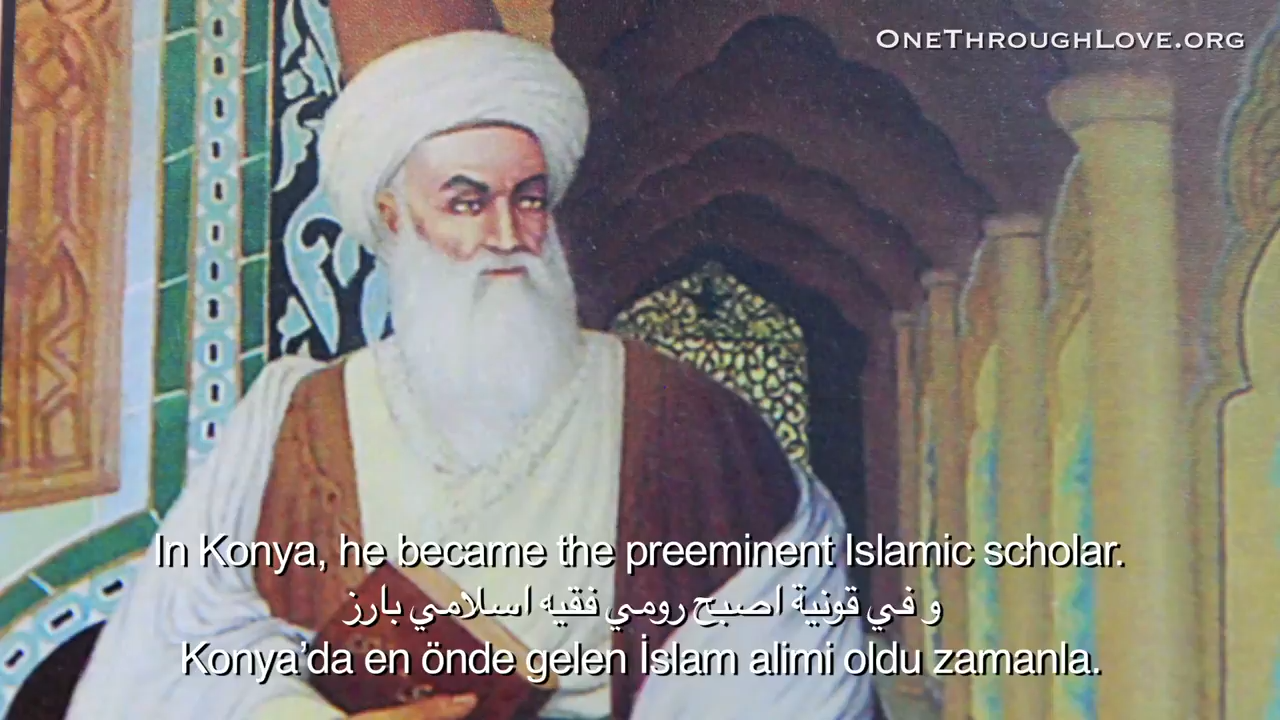 OneThroughLove.org
In Konya, he became the preeminent Islamic scholar.
و في قونية اصبح رومي فقيه اسلامي بارز
Konya’da en önde gelen İslam alimi oldu zamanla.